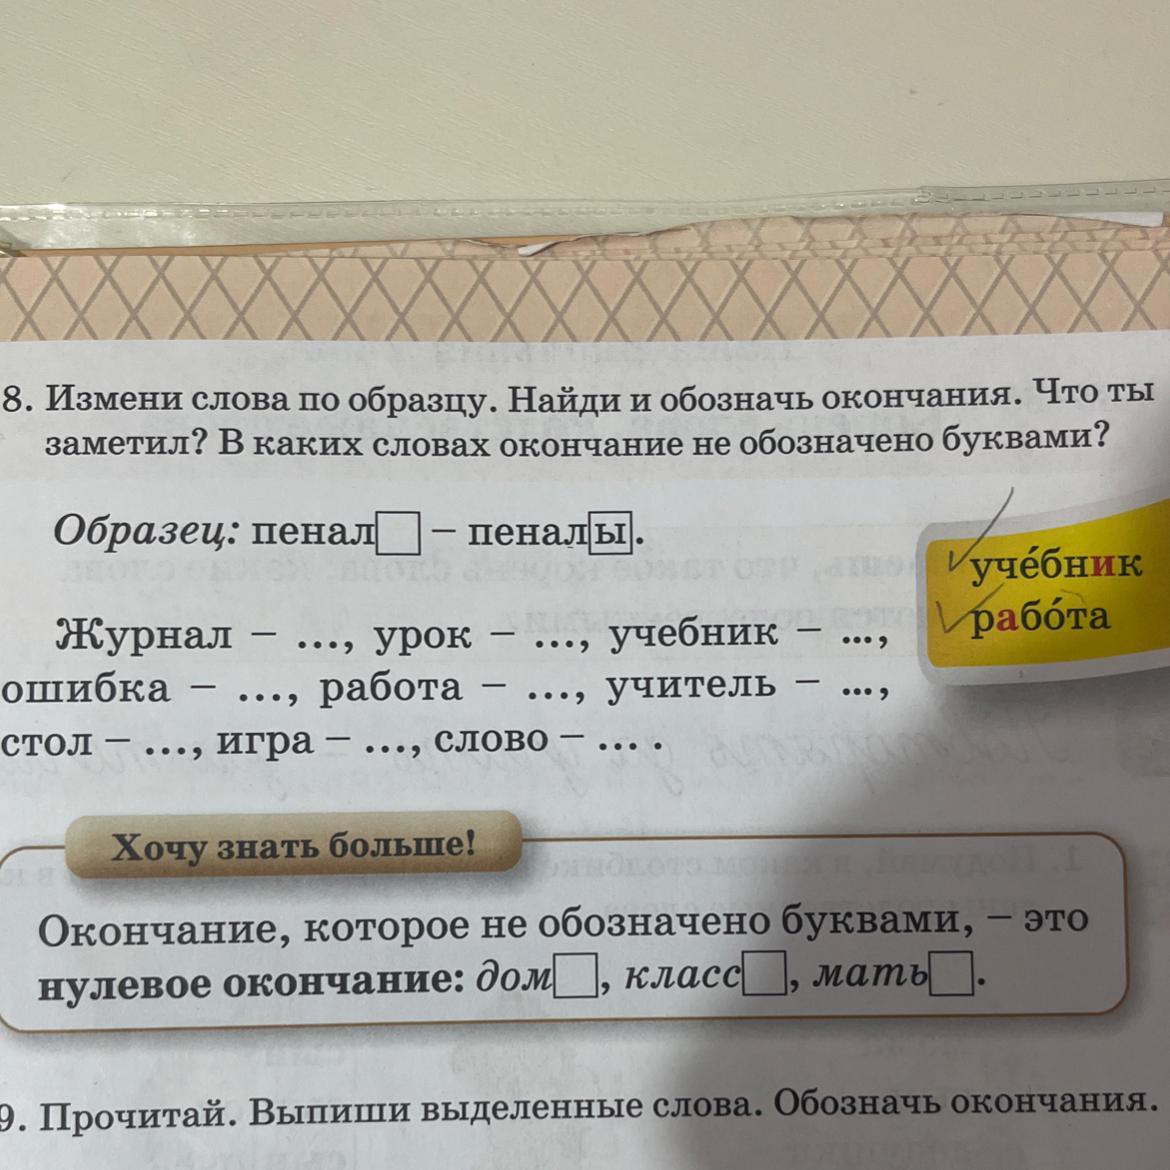 8. Измени слова по образцу. Найди и обозначь окончания. Что ты
заметил? В каких словах окончание не обозначено буквами?
Образец: пенал – пеналы.
учéбник
рабóта
Журнал – ..., урок – ..., учебник – ...,
ошибка – ..., работа – ..., учитель – ...,
стол – ..., игра – ..., слово – ... .
Хочу знать больше!
Окончание, которое не обозначено буквами, – это
нулевое окончание: дом, класс, мать.
9. Прочитай. Выпиши выделенные слова. Обозначь окончания.